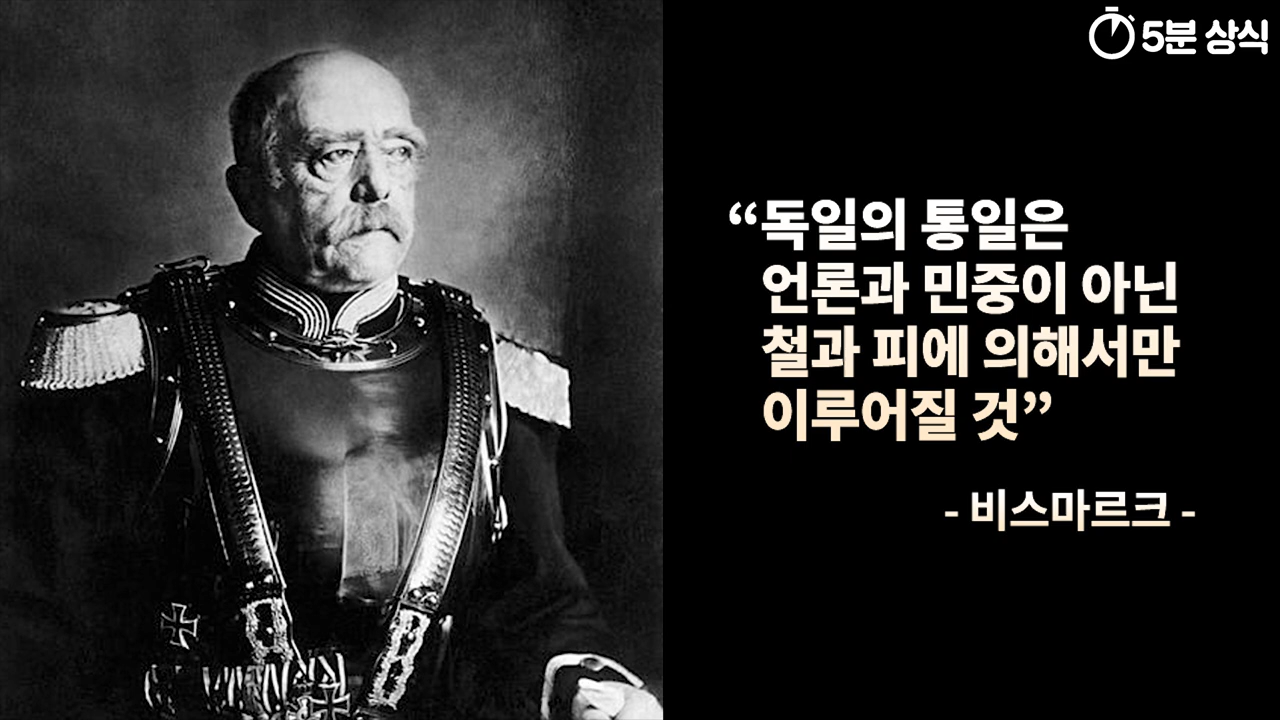 5분 상식
“독일의 통일은
언론과 민중이 아닌
철과 피에 의해서만
이루어질 것”
- 비스마르크 -